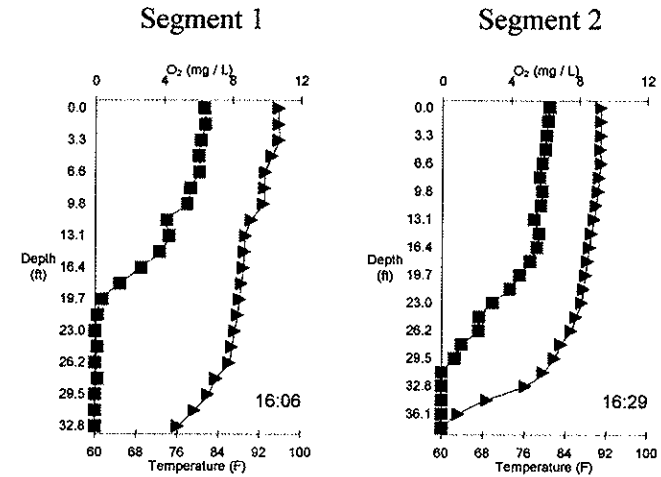 Segment 1
Segment 2
O₂ (mg / L)
0 4 8 12
O₂ (mg / L)
0 4 8 12
Depth
(ft)
0.0
3.3
6.6
9.8
13.1
16.4
19.7
23.0
26.2
29.5
32.8
16:06
60 68 76 84 92 100
Temperature (F)
Depth
(ft)
0.0
3.3
6.6
9.8
13.1
16.4
19.7
23.0
26.2
29.5
32.8
36.1
16:29
60 68 76 84 92 100
Temperature (F)